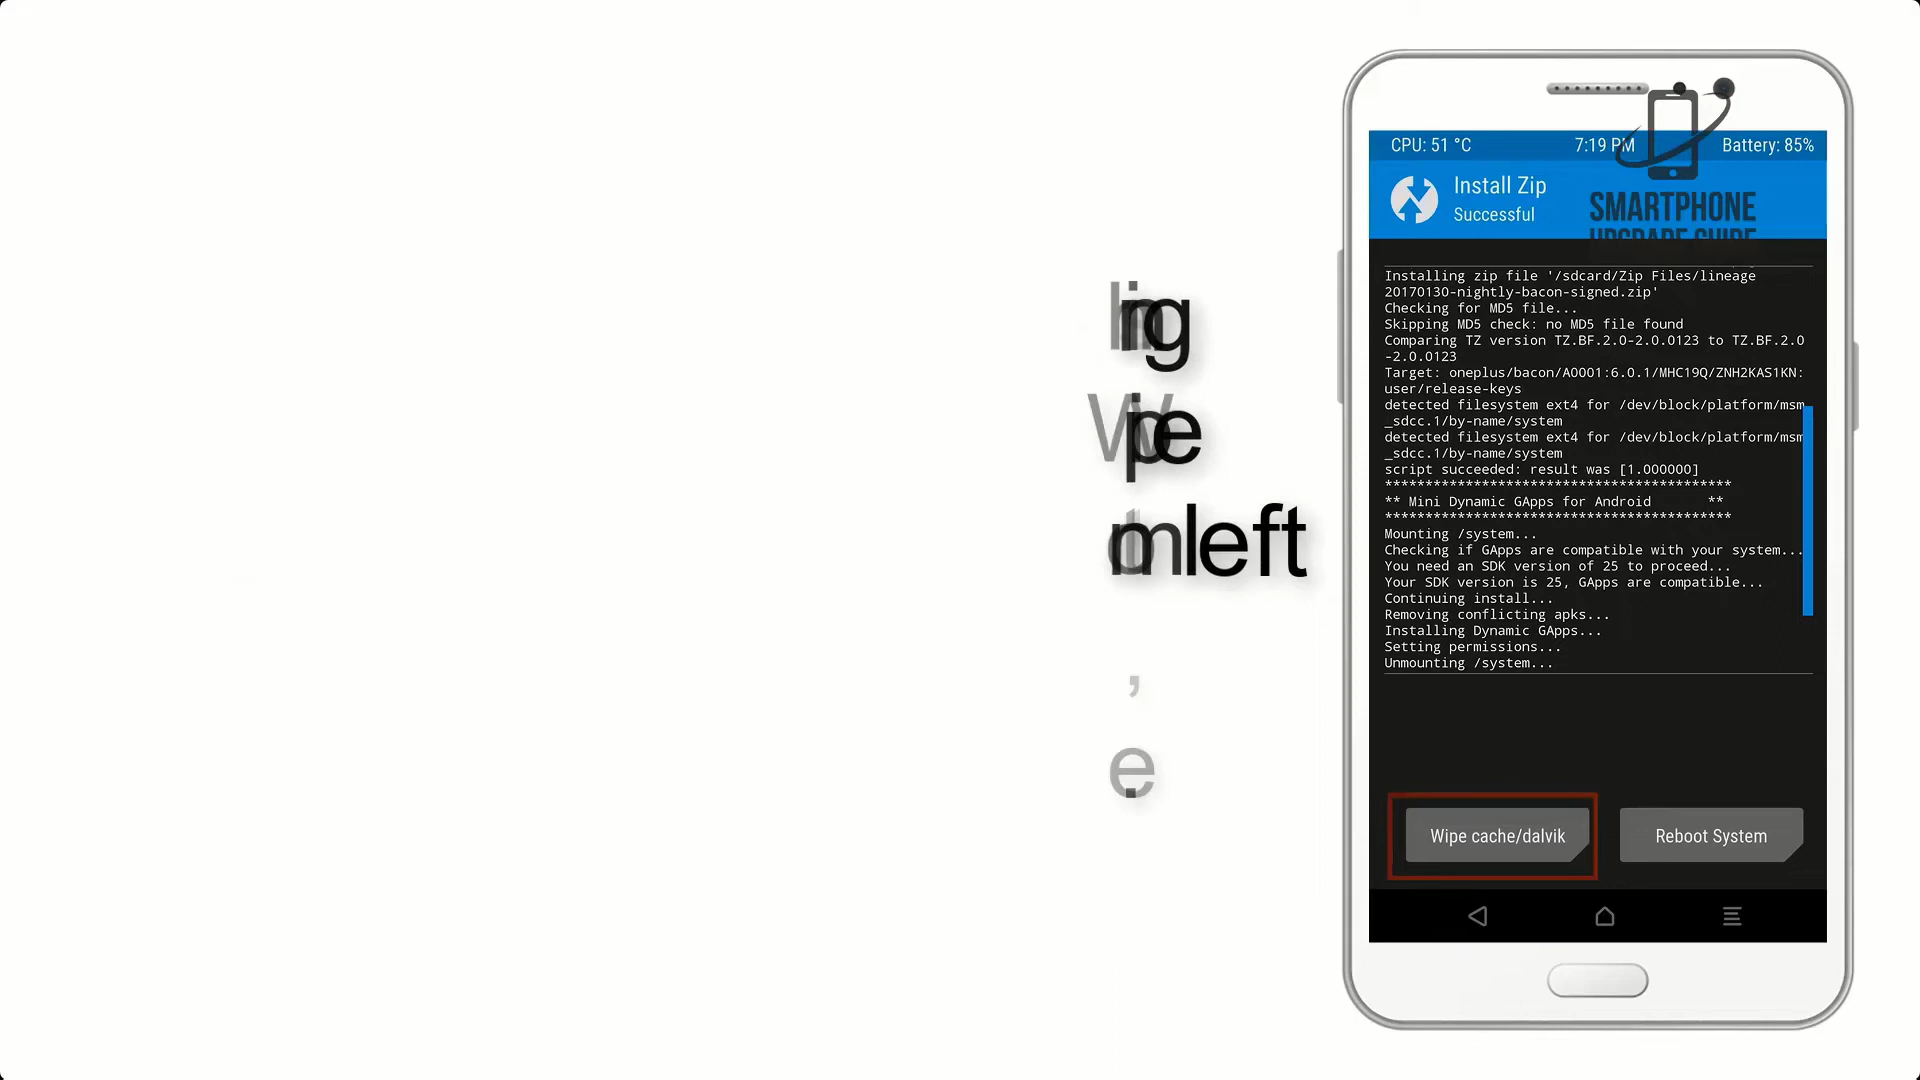 CPU: 51 °C 7:19 PM Battery: 85%
Install Zip
Successful
SMARTPHONE
UPGRADE GUIDE
Installing zip file '/sdcard/Zip Files/lineage
20170130-nightly-bacon-signed.zip'
Checking for MD5 file...
Skipping MD5 check: no MD5 file found
Comparing TZ version TZ.BF.2.0-2.0.0123 to TZ.BF.2.0
-2.0.0123
Target: oneplus/bacon/A0001:6.0.1/MHC19Q/ZNH2KAS1KN:
user/release-keys
detected filesystem ext4 for /dev/block/platform/msm
_sdcc.1/by-name/system
detected filesystem ext4 for /dev/block/platform/msm
_sdcc.1/by-name/system
script succeeded: result was [1.000000]
*******************************************
** Mini Dynamic GApps for Android **
*******************************************
Mounting /system...
Checking if GApps are compatible with your system...
You need an SDK version of 25 to proceed...
Your SDK version is 25, GApps are compatible...
Continuing install...
Removing conflicting apks...
Installing Dynamic GApps...
Setting permissions...
Unmounting /system...
left
Wipe cache/dalvik
Reboot System